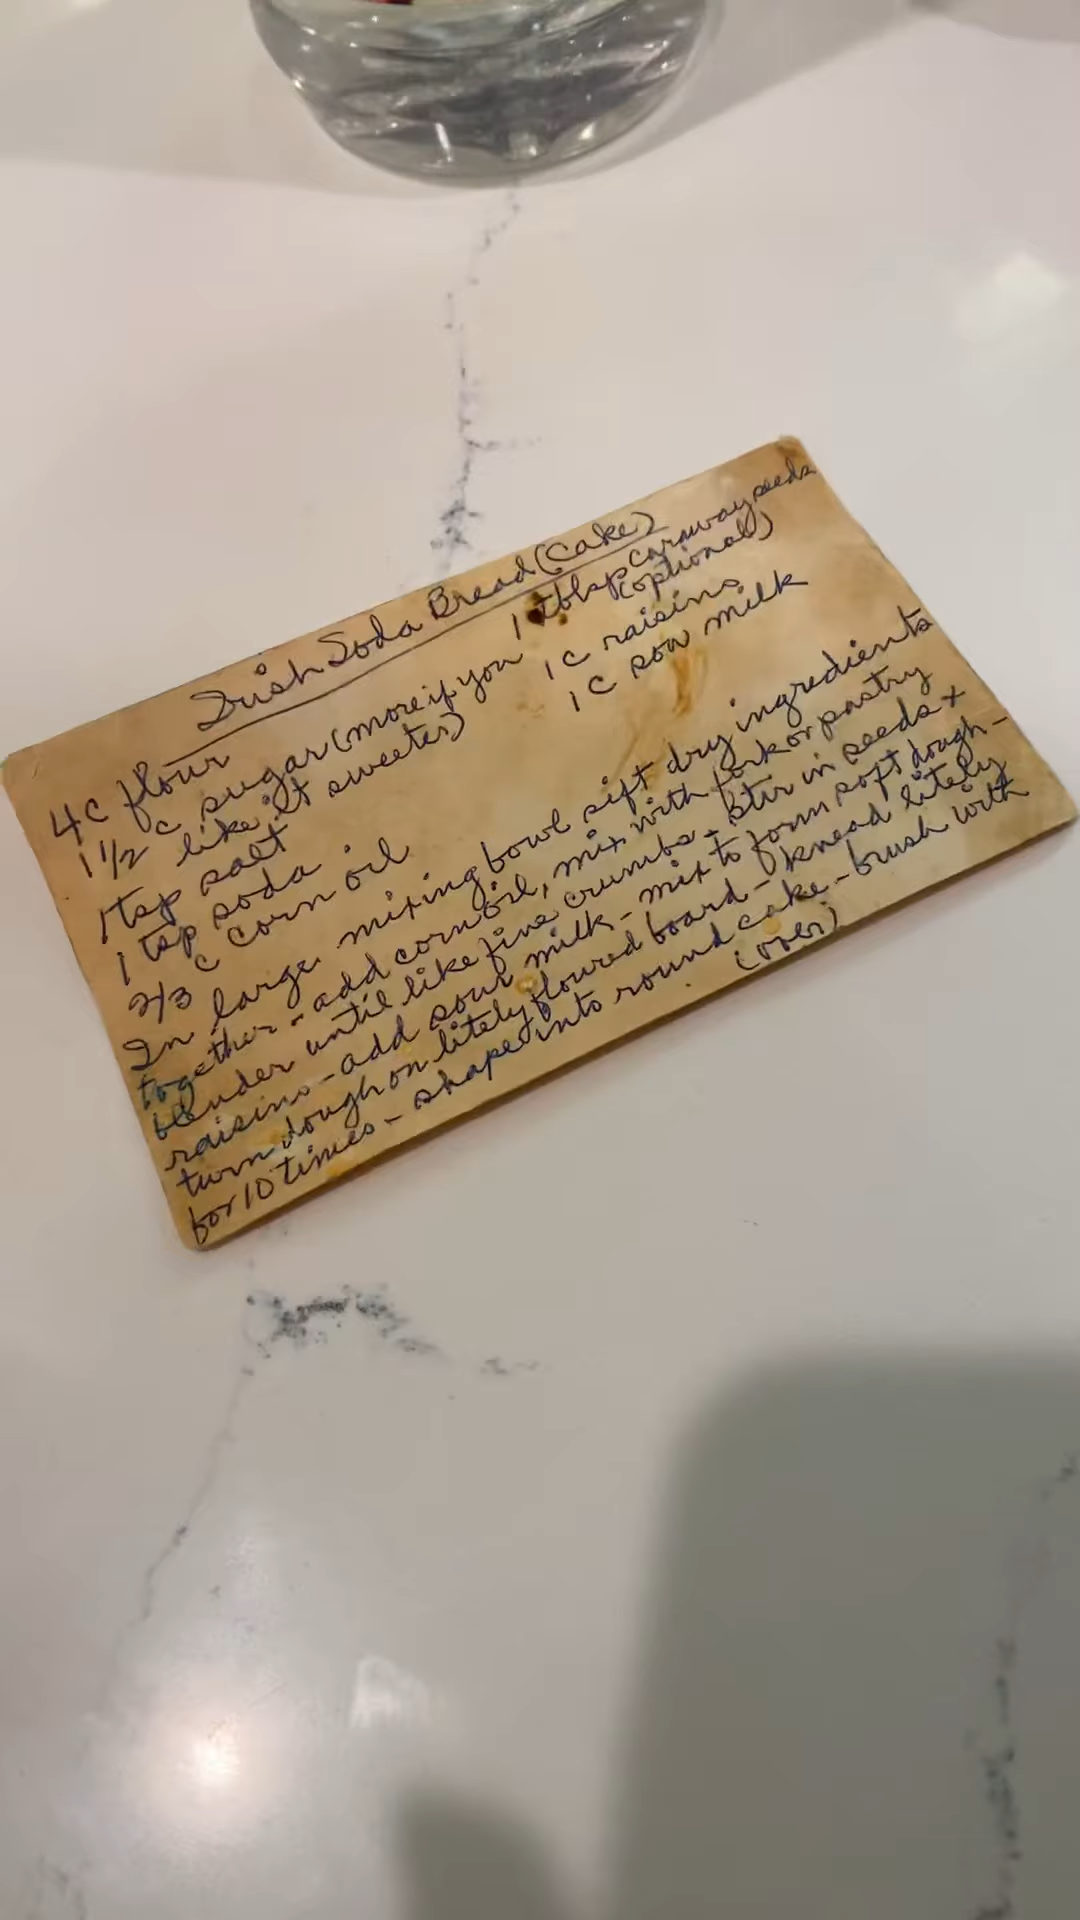 Irish Soda Bread (Cake)
4 c flour
1 1/2 c sugar (more if you
like it sweeter)
1 tsp salt
1 tsp soda
2/3 c corn oil
1 tblsp caraway seeds
(optional)
1 c raisins
1 c sour milk
In large mixing bowl sift dry ingredients
together - add corn oil, mix with fork or pastry
blender until like fine crumbs - stir in seeds +
raisins - add sour milk - mix to form soft dough -
turn dough on litely floured board - knead litely
for 10 times - shape into round cake - brush with
(over)